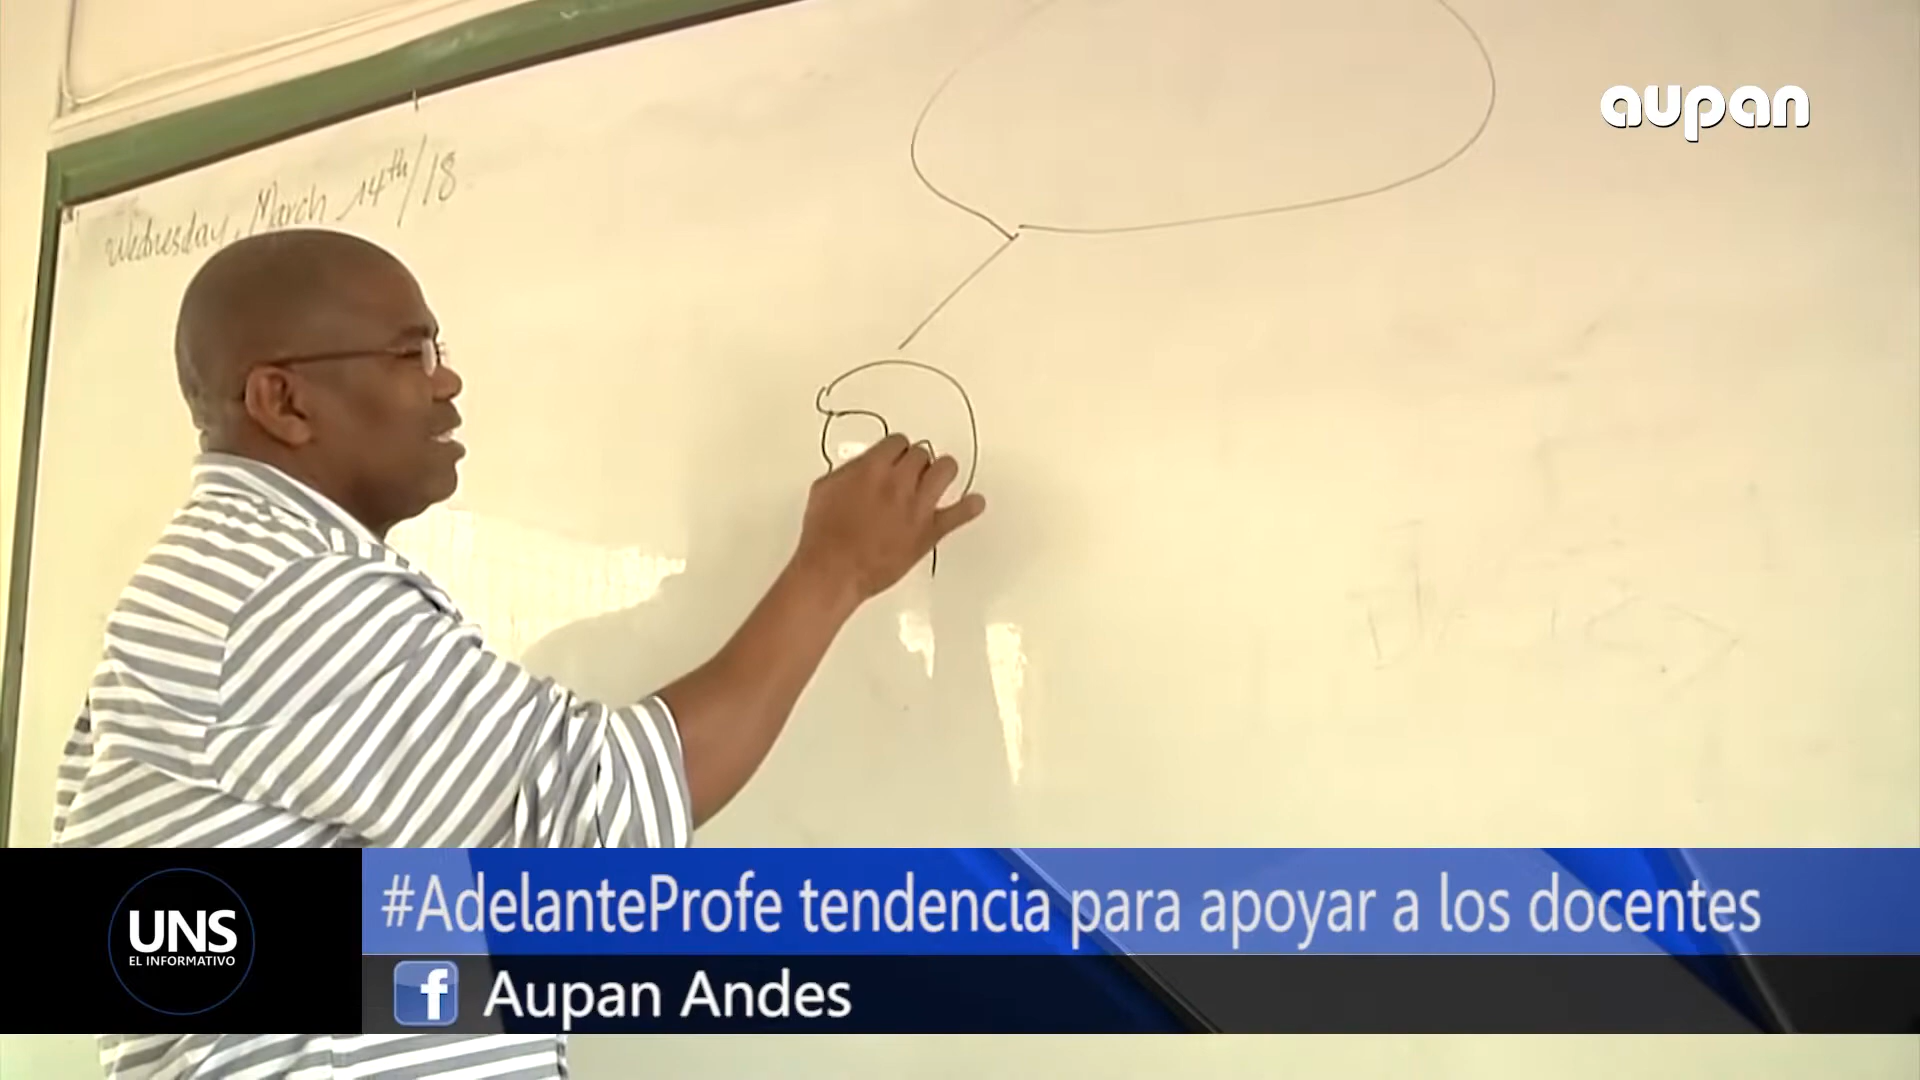 aupan
Wednesday, March 14th/18
#AdelanteProfe tendencia para apoyar a los docentes
UNS
EL INFORMATIVO
f Aupan Andes